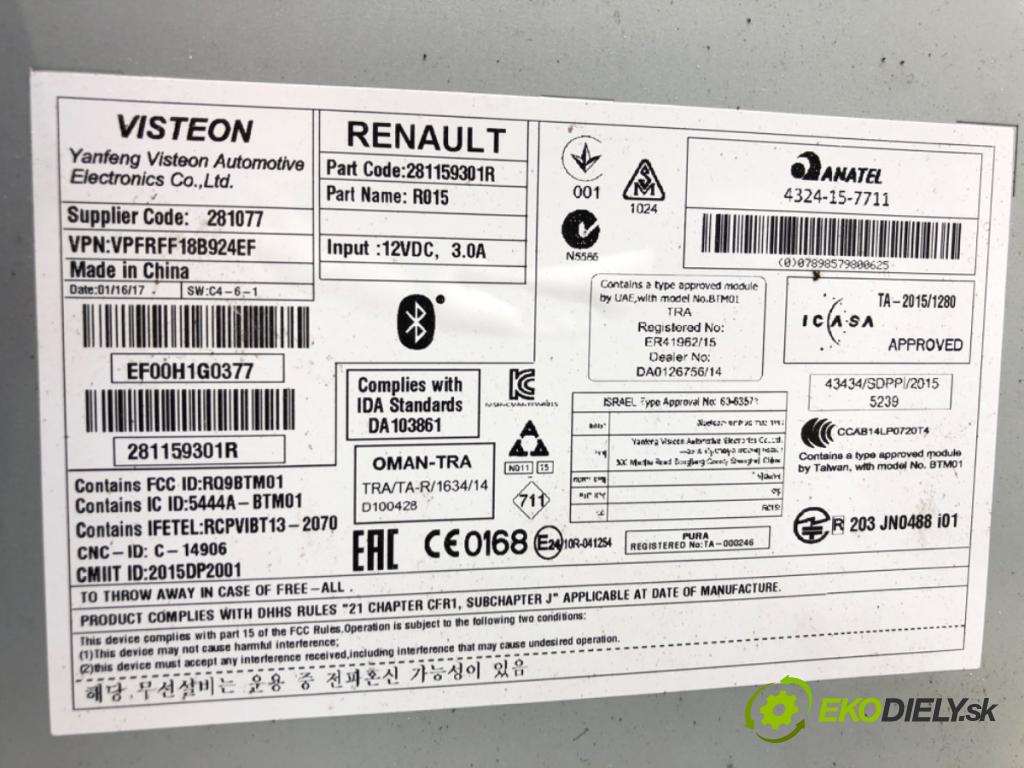 VISTEON
Yanfeng Visteon Automotive
Electronics Co.,Ltd.
Supplier Code: 281077
VPN:VPFRFF18B924EF
Made in China
Date:01/16/17 SW:C4-6-1
EF00H1G0377
281159301R
Contains FCC ID:RQ9BTM01
Contains IC ID:5444A-BTM01
Contains IFETEL:RCPVIBT13-2070
CNC-ID: C-14906
CMIIT ID:2015DP2001
RENAULT
Part Code:281159301R
Part Name: R015
Input :12VDC, 3.0A
Complies with
IDA Standards
DA103861
OMAN-TRA
TRA/TA-R/1634/14
D100428
EAC
CE0168
E24
10R-041254
001
1024
N5586
KC
N011 15
711
ANATEL
4324-15-7711
(0)07898579800625
Contains a type approved module
by UAE,with model No.BTM01
TRA
Registered No:
ER41962/15
Dealer No:
DA0126756/14
TA-2015/1280
ICASA
APPROVED
ISRAEL Type Approval No: 63-63571
43434/SDPPI/2015
5239
CCAB14LP0720T4
Contains a type approved module
by Taiwan, with model No. BTM01
PURA
REGISTERED No:TA-000246
R 203 JN0488 i01
TO THROW AWAY IN CASE OF FREE-ALL .
PRODUCT COMPLIES WITH DHHS RULES "21 CHAPTER CFR1, SUBCHAPTER J" APPLICABLE AT DATE OF MANUFACTURE.
This device complies with part 15 of the FCC Rules.Operation is subject to the following two conditions:
(1)This device may not cause harmful interference;
(2)this device must accept any interference received,including interference that may cause undesired operation.
해당 무선설비는 운용 중 전파혼신 가능성이 있음
EKODIELY.sk